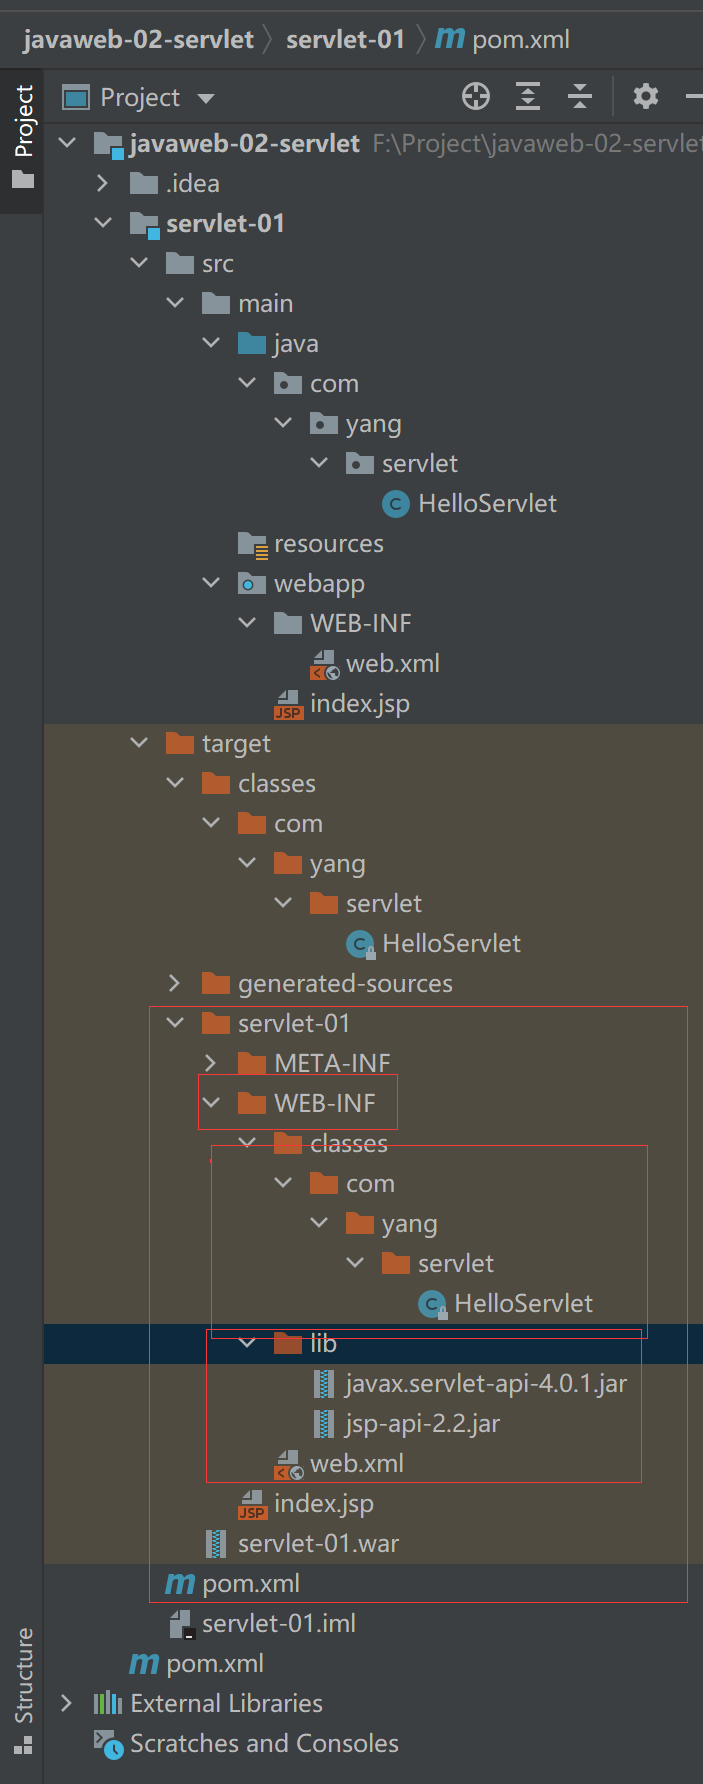 javaweb-02-servlet servlet-01 m pom.xml
Project
Project
javaweb-02-servlet F:\Project\javaweb-02-servlet
.idea
servlet-01
src
main
java
com
yang
servlet
C HelloServlet
resources
webapp
WEB-INF
web.xml
JSP index.jsp
target
classes
com
yang
servlet
C HelloServlet
generated-sources
servlet-01
META-INF
WEB-INF
classes
com
yang
servlet
C HelloServlet
lib
javax.servlet-api-4.0.1.jar
jsp-api-2.2.jar
web.xml
JSP index.jsp
servlet-01.war
m pom.xml
servlet-01.iml
m pom.xml
Structure
External Libraries
Scratches and Consoles